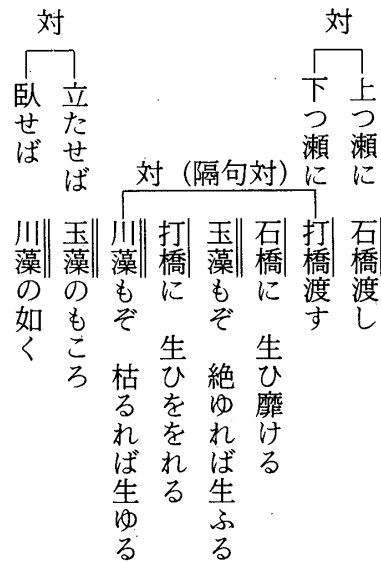 対
上つ瀬に　石橋渡し
下つ瀬に　打橋渡す
対（隔句対）
石橋に　生ひ靡ける
玉藻もぞ　絶ゆれば生ふる
打橋に　生ひををれる
川藻もぞ　枯るれば生ゆる
対
立たせば　玉藻のもころ
臥せば　川藻の如く